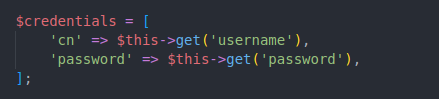 $credentials = [
    'cn' => $this->get('username'),
    'password' => $this->get('password'),
];